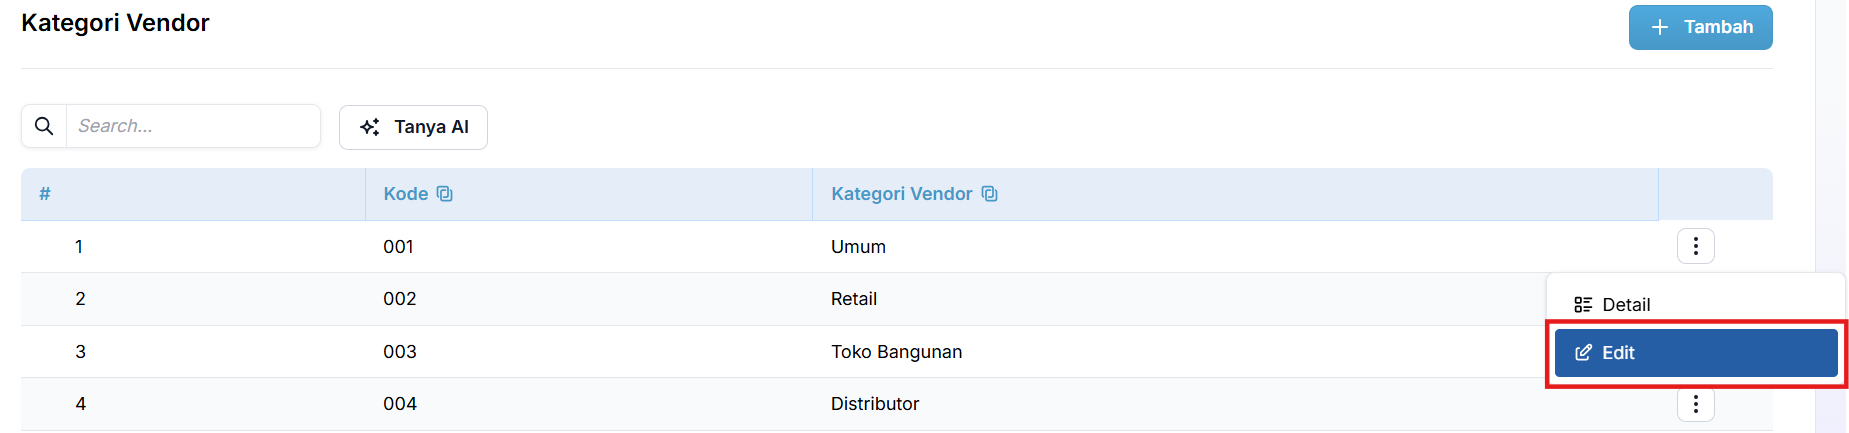 Kategori Vendor
+ Tambah
Search...
Tanya AI
# Kode Kategori Vendor
1 001 Umum
2 002 Retail
Detail
3 003 Toko Bangunan
Edit
4 004 Distributor